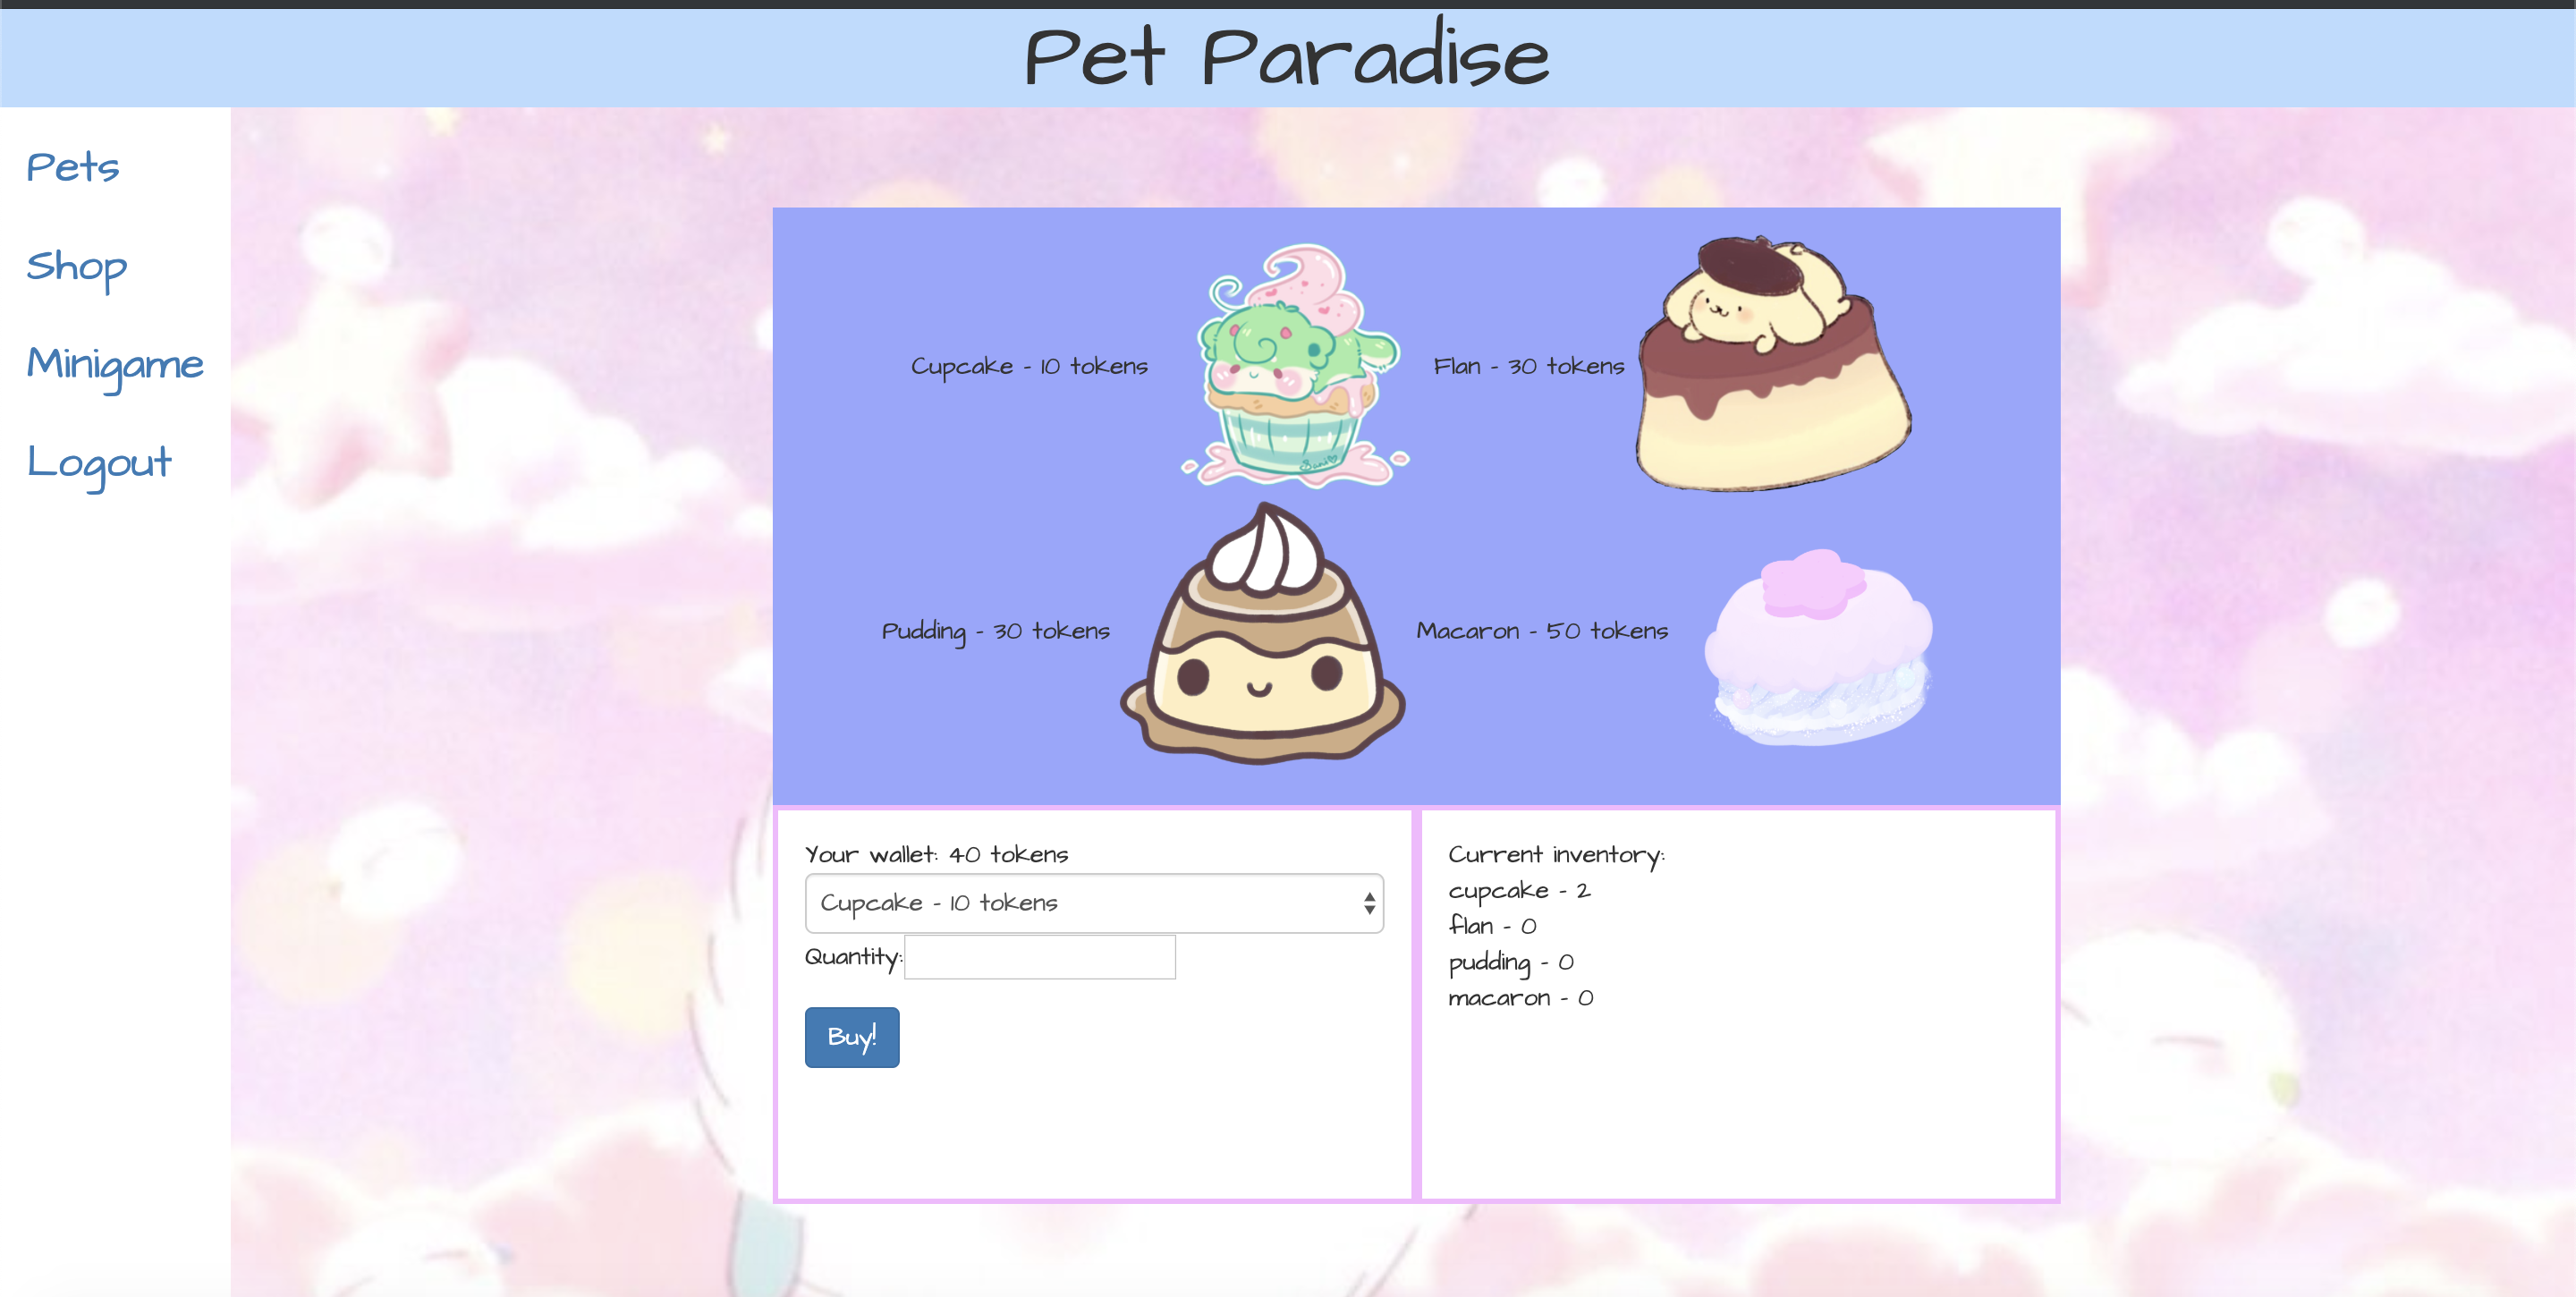 Pet Paradise
Pets
Shop
Minigame
Logout
Cupcake - 10 tokens
Flan - 30 tokens
Pudding - 30 tokens
Macaron - 50 tokens
Your wallet: 40 tokens
Cupcake - 10 tokens
Quantity:
Buy!
Current inventory:
cupcake - 2
flan - 0
pudding - 0
macaron - 0